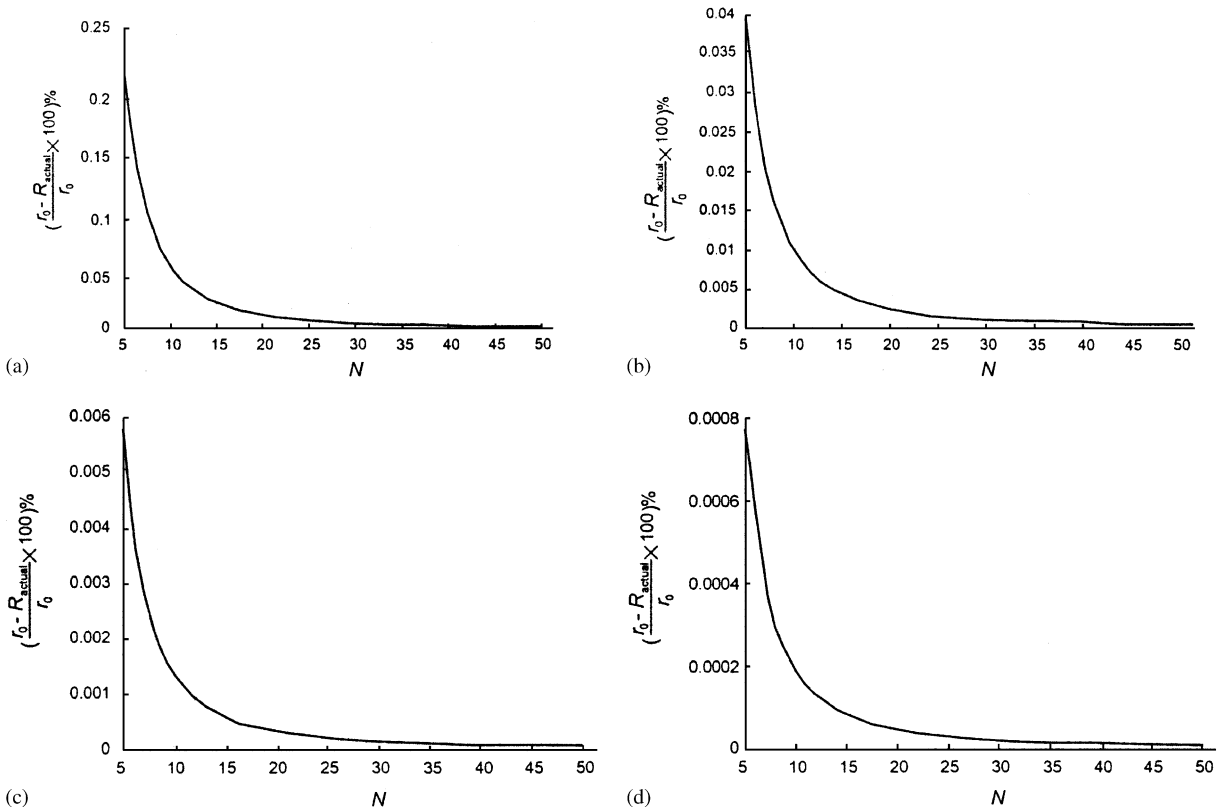 0.25
0.2
0.15
0.1
0.05
0
5 10 15 20 25 30 35 40 45 50
N
(r0 - Ractual / r0 × 100)%
(a)
0.04
0.035
0.03
0.025
0.02
0.015
0.01
0.005
0
5 10 15 20 25 30 35 40 45 50
N
(r0 - Ractual / r0 × 100)%
(b)
0.006
0.005
0.004
0.003
0.002
0.001
0
5 10 15 20 25 30 35 40 45 50
N
(r0 - Ractual / r0 × 100)%
(c)
0.0008
0.0006
0.0004
0.0002
0
5 10 15 20 25 30 35 40 45 50
N
(r0 - Ractual / r0 × 100)%
(d)